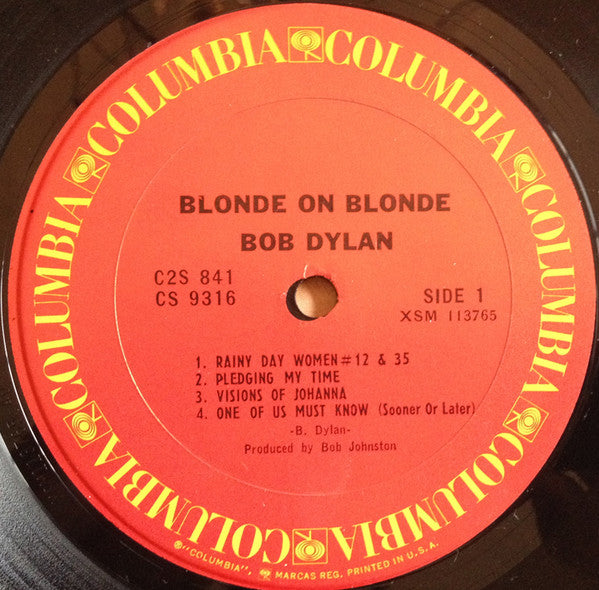 COLUMBIA COLUMBIA COLUMBIA COLUMBIA COLUMBIA COLUMBIA
BLONDE ON BLONDE
BOB DYLAN
C2S 841
CS 9316
SIDE 1
XSM 113765
1. RAINY DAY WOMEN #12 & 35
2. PLEDGING MY TIME
3. VISIONS OF JOHANNA
4. ONE OF US MUST KNOW (Sooner Or Later)
-B. Dylan-
Produced by Bob Johnston
®"COLUMBIA", MARCAS REG. PRINTED IN U.S.A.